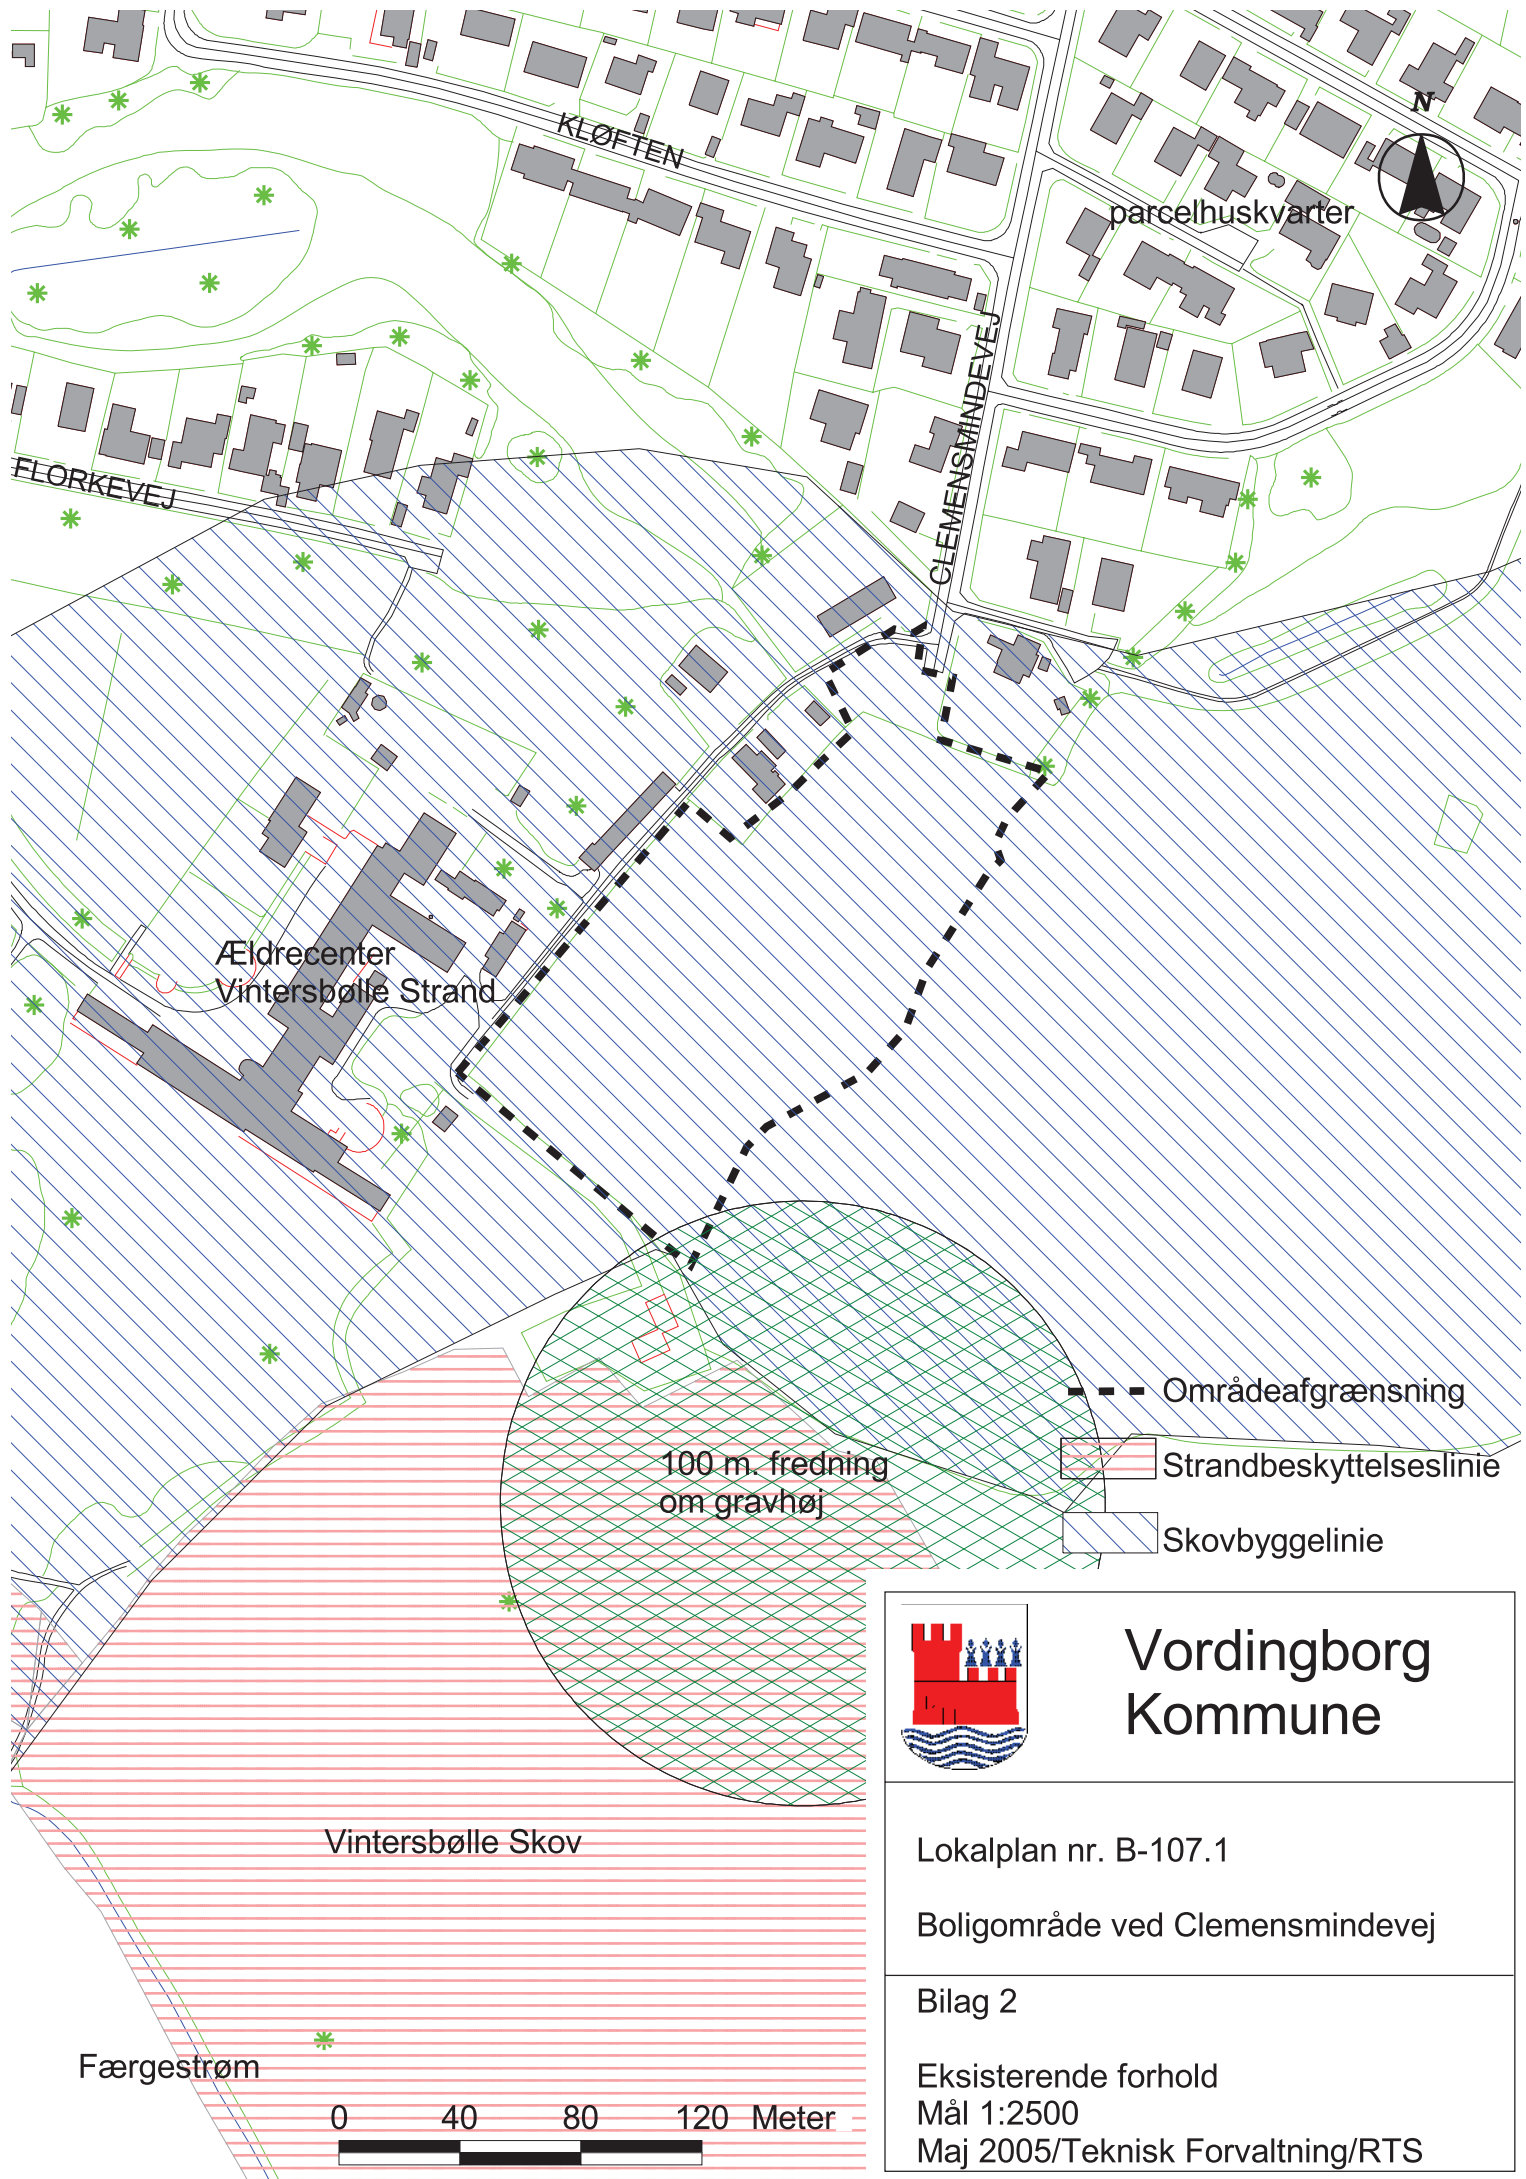 KLØFTEN
N
parcelhuskvarter
CLEMENSMINDEVEJ
FLORKEVEJ
Ældrecenter
Vintersbølle Strand
Områdeafgrænsning
100 m. fredning
om gravhøj
Strandbeskyttelseslinie
Skovbyggelinie
Vordingborg
Kommune
Vintersbølle Skov
Lokalplan nr. B-107.1
Boligområde ved Clemensmindevej
Bilag 2
Færgestrøm
Eksisterende forhold
0 40 80 120 Meter
Mål 1:2500
Maj 2005/Teknisk Forvaltning/RTS